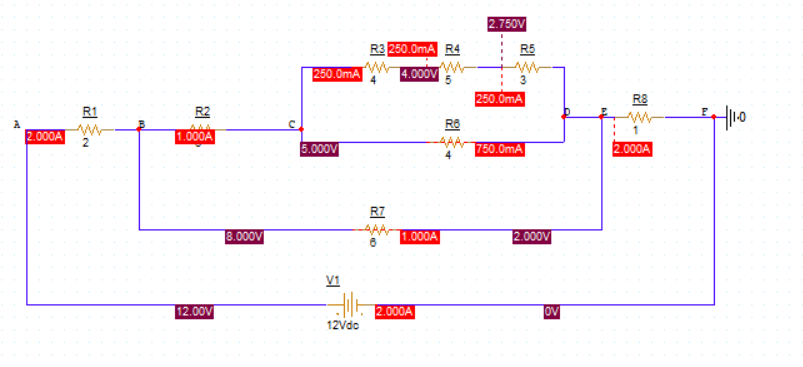 2.750V
R3 250.0mA R4 R5
250.0mA 4 4.000V 5 3
250.0mA
A R1 B R2 C D E R8 F
2.000A 2 1.000A R6 1 0
5.000V 4 750.0mA 2.000A
R7
8.000V 6 1.000A 2.000V
V1
12.00V 2.000A 0V
12Vdc